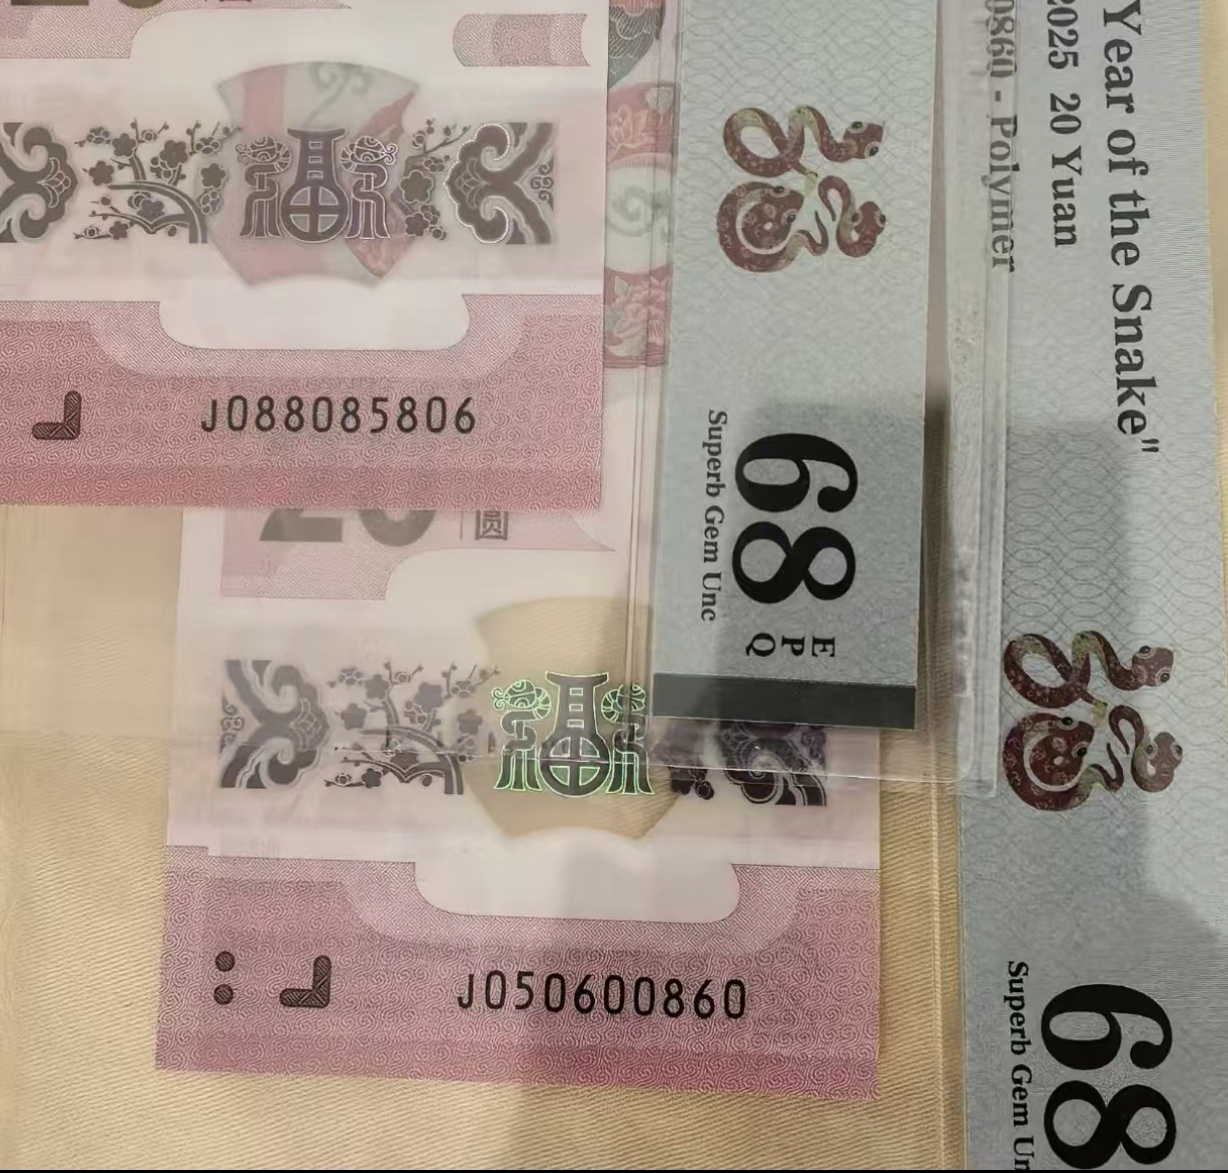 J088085806
20 圆
J050600860
68
E
P
Q
Superb Gem Unc
Year of the Snake"
2025 20 Yuan
0860 - Polymer
68
Superb Gem Un